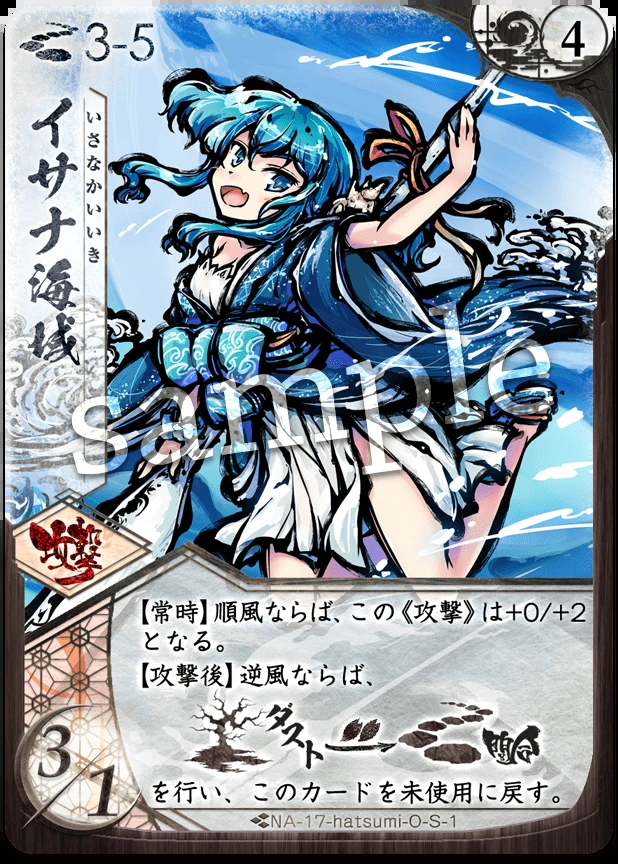 3-5
4
イサナ海域
いさなかいいき
sample
攻撃
【常時】順風ならば、この《攻撃》は+0/+2
となる。
【攻撃後】逆風ならば、
ダスト 間合
を行い、このカードを未使用に戻す。
3/1
NA-17-hatsumi-O-S-1